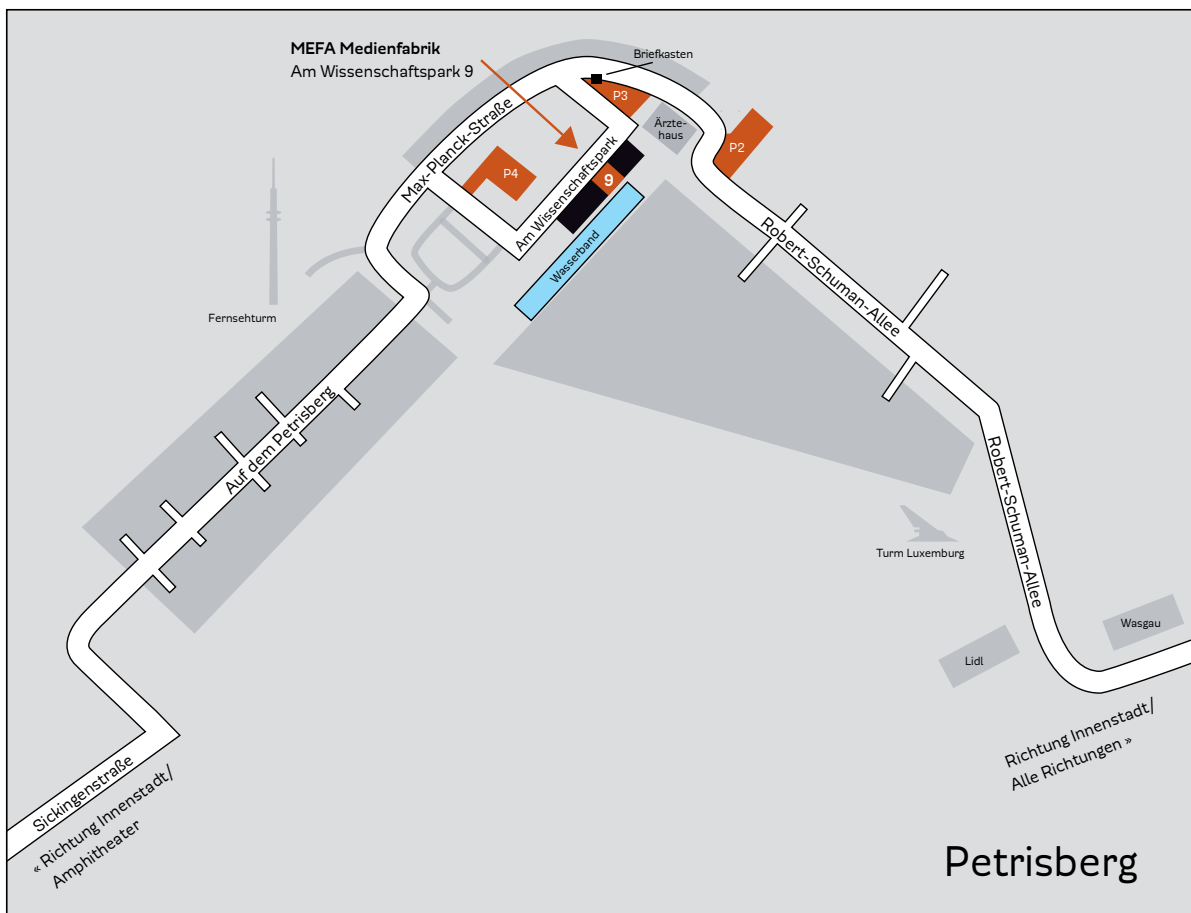 MEFA Medienfabrik
Am Wissenschaftspark 9
Briefkasten
P3
Ärzte-
haus
P2
Max-Planck-Straße
P4
Am Wissenschaftspark
9
Wasserband
Robert-Schuman-Allee
Fernsehturm
Auf dem Petrisberg
Robert-Schuman-Allee
Turm Luxemburg
Wasgau
Lidl
Richtung Innenstadt/
Alle Richtungen »
Sickingenstraße
« Richtung Innenstadt/
Amphitheater
Petrisberg